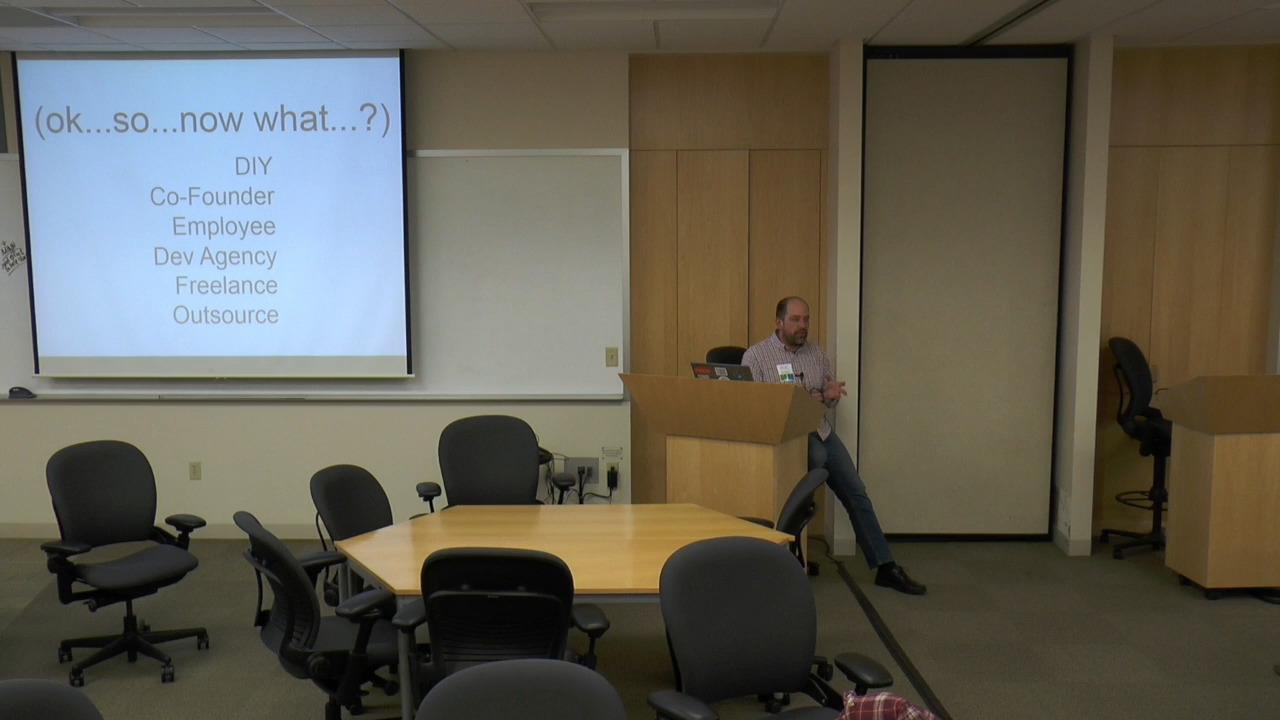 (ok...so...now what...?)
DIY
Co-Founder
Employee
Dev Agency
Freelance
Outsource